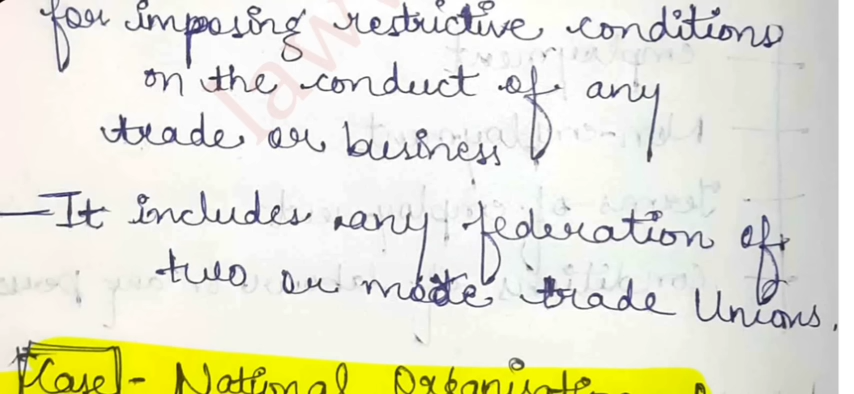 for imposing restrictive conditions
on the conduct of any
trade or business
— It includes any federation of
two or more trade Unions.
Case - National Organisation